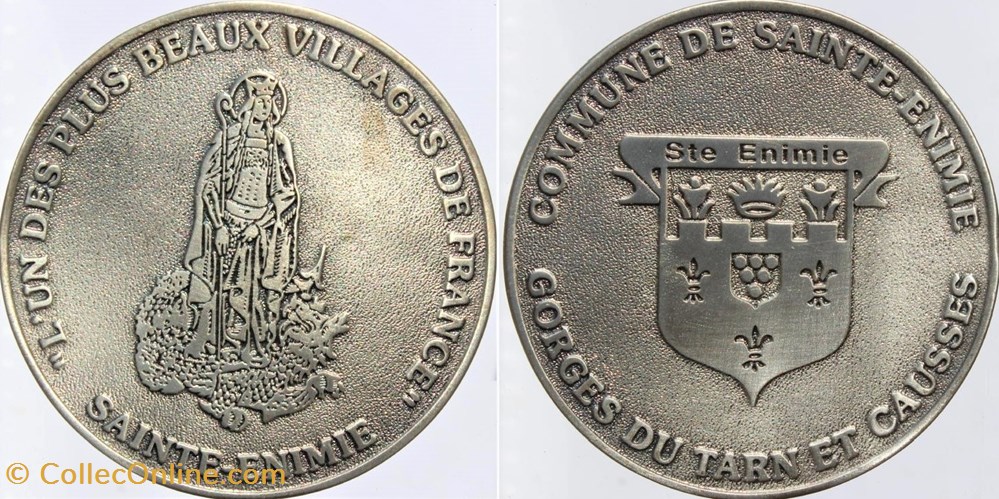 "L'UN DES PLUS BEAUX VILLAGES DE FRANCE"
SAINTE-ENIMIE
COMMUNE DE SAINTE-ENIMIE
Ste Enimie
GORGES DU TARN ET CAUSSES
© CollecOnline.com